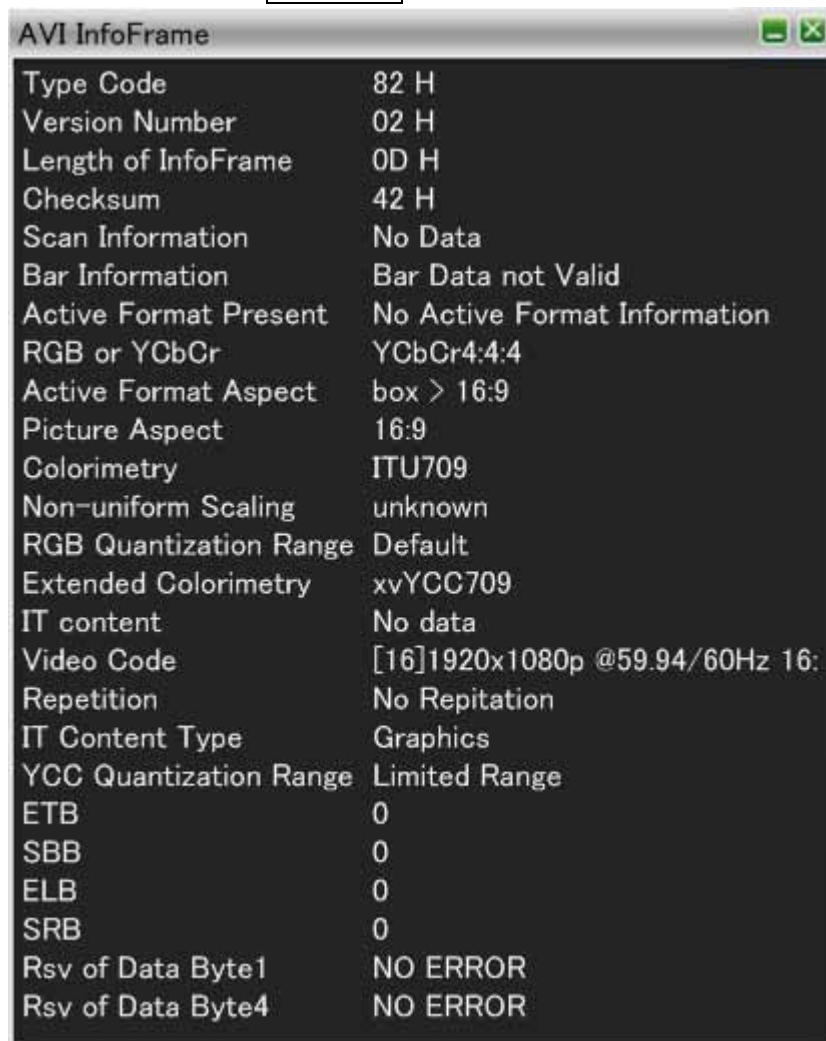 AVI InfoFrame
Type Code 82 H
Version Number 02 H
Length of InfoFrame 0D H
Checksum 42 H
Scan Information No Data
Bar Information Bar Data not Valid
Active Format Present No Active Format Information
RGB or YCbCr YCbCr4:4:4
Active Format Aspect box > 16:9
Picture Aspect 16:9
Colorimetry ITU709
Non-uniform Scaling unknown
RGB Quantization Range Default
Extended Colorimetry xvYCC709
IT content No data
Video Code [16]1920x1080p @59.94/60Hz 16:
Repetition No Repitation
IT Content Type Graphics
YCC Quantization Range Limited Range
ETB 0
SBB 0
ELB 0
SRB 0
Rsv of Data Byte1 NO ERROR
Rsv of Data Byte4 NO ERROR